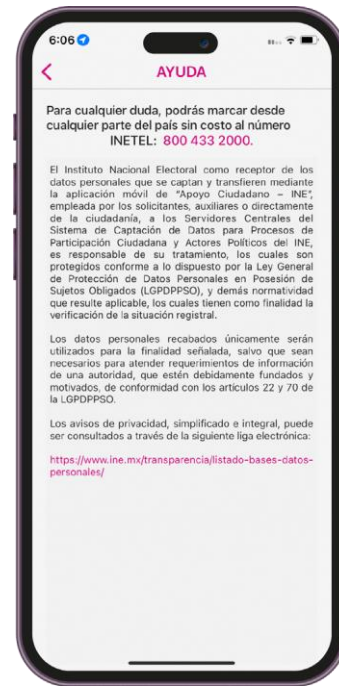 6:06
AYUDA
Para cualquier duda, podrás marcar desde
cualquier parte del país sin costo al número
INETEL: 800 433 2000.
El Instituto Nacional Electoral como receptor de los
datos personales que se captan y transfieren mediante
la aplicación móvil de "Apoyo Ciudadano – INE",
empleada por los solicitantes, auxiliares o directamente
de la ciudadanía, a los Servidores Centrales del
Sistema de Captación de Datos para Procesos de
Participación Ciudadana y Actores Políticos del INE,
es responsable de su tratamiento, los cuales son
protegidos conforme a lo dispuesto por la Ley General
de Protección de Datos Personales en Posesión de
Sujetos Obligados (LGPDPPSO), y demás normatividad
que resulte aplicable, los cuales tienen como finalidad la
verificación de la situación registral.
Los datos personales recabados únicamente serán
utilizados para la finalidad señalada, salvo que sean
necesarios para atender requerimientos de información
de una autoridad, que estén debidamente fundados y
motivados, de conformidad con los artículos 22 y 70 de
la LGPDPPSO.
Los avisos de privacidad, simplificado e integral, puede
ser consultados a través de la siguiente liga electrónica:
https://www.ine.mx/transparencia/listado-bases-datos-
personales/